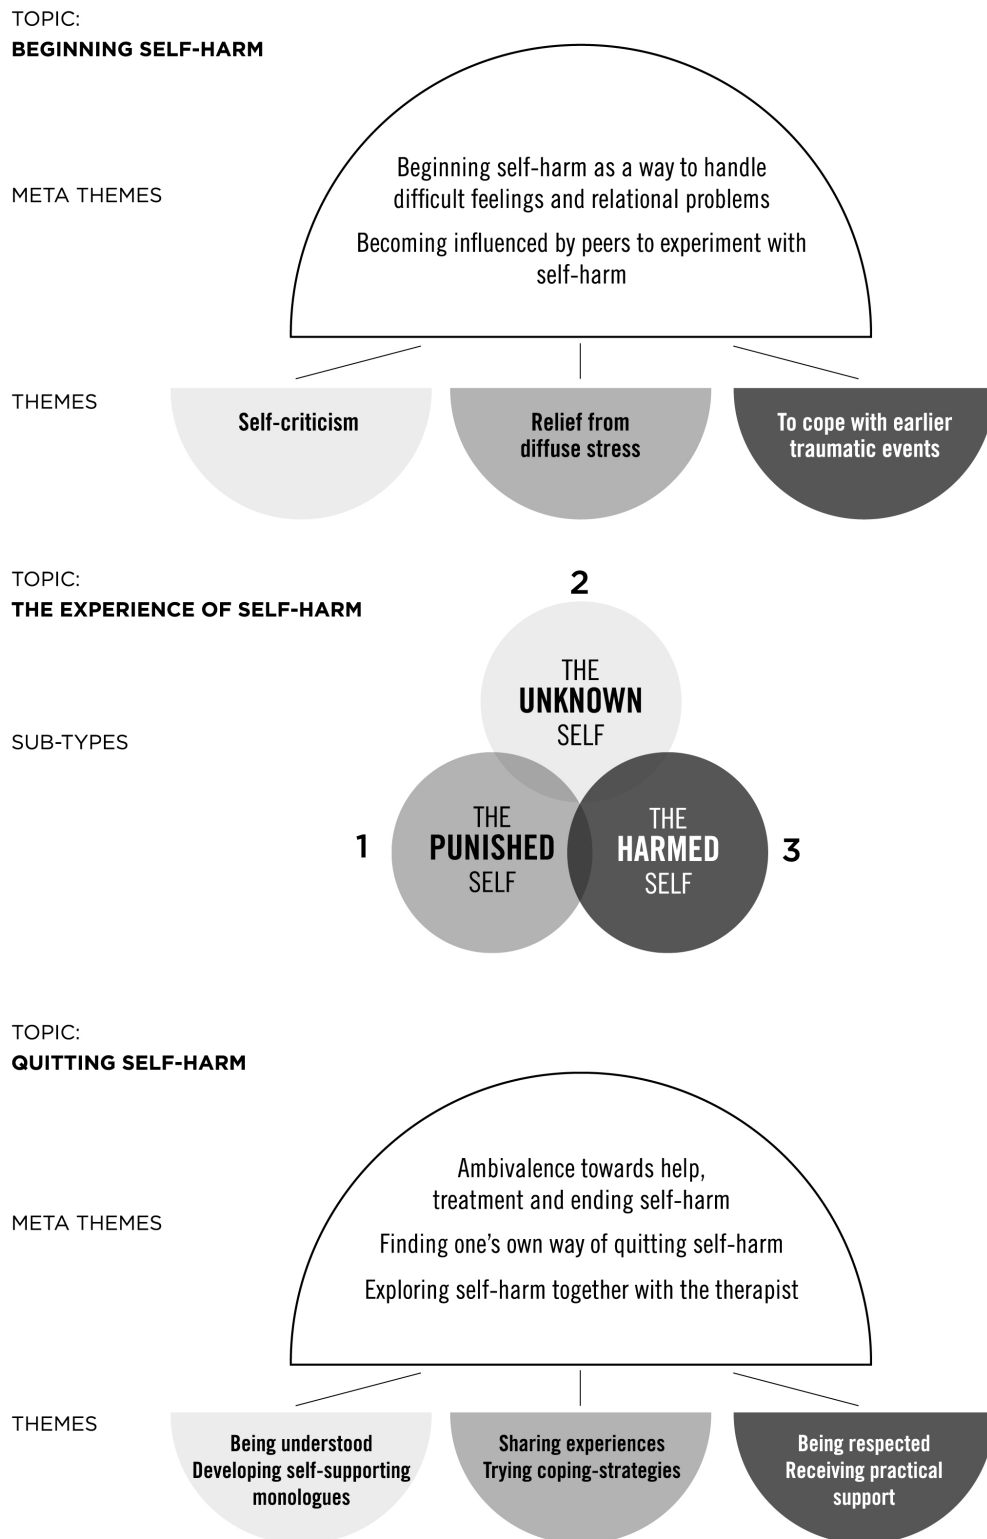 TOPIC:
BEGINNING SELF-HARM
META THEMES
Beginning self-harm as a way to handle
difficult feelings and relational problems
Becoming influenced by peers to experiment with
self-harm
THEMES
Self-criticism
Relief from
diffuse stress
To cope with earlier
traumatic events
TOPIC:
THE EXPERIENCE OF SELF-HARM
SUB-TYPES
2
THE
UNKNOWN
SELF
1
THE
PUNISHED
SELF
THE
HARMED
SELF
3
TOPIC:
QUITTING SELF-HARM
META THEMES
Ambivalence towards help,
treatment and ending self-harm
Finding one’s own way of quitting self-harm
Exploring self-harm together with the therapist
THEMES
Being understood
Developing self-supporting
monologues
Sharing experiences
Trying coping-strategies
Being respected
Receiving practical
support